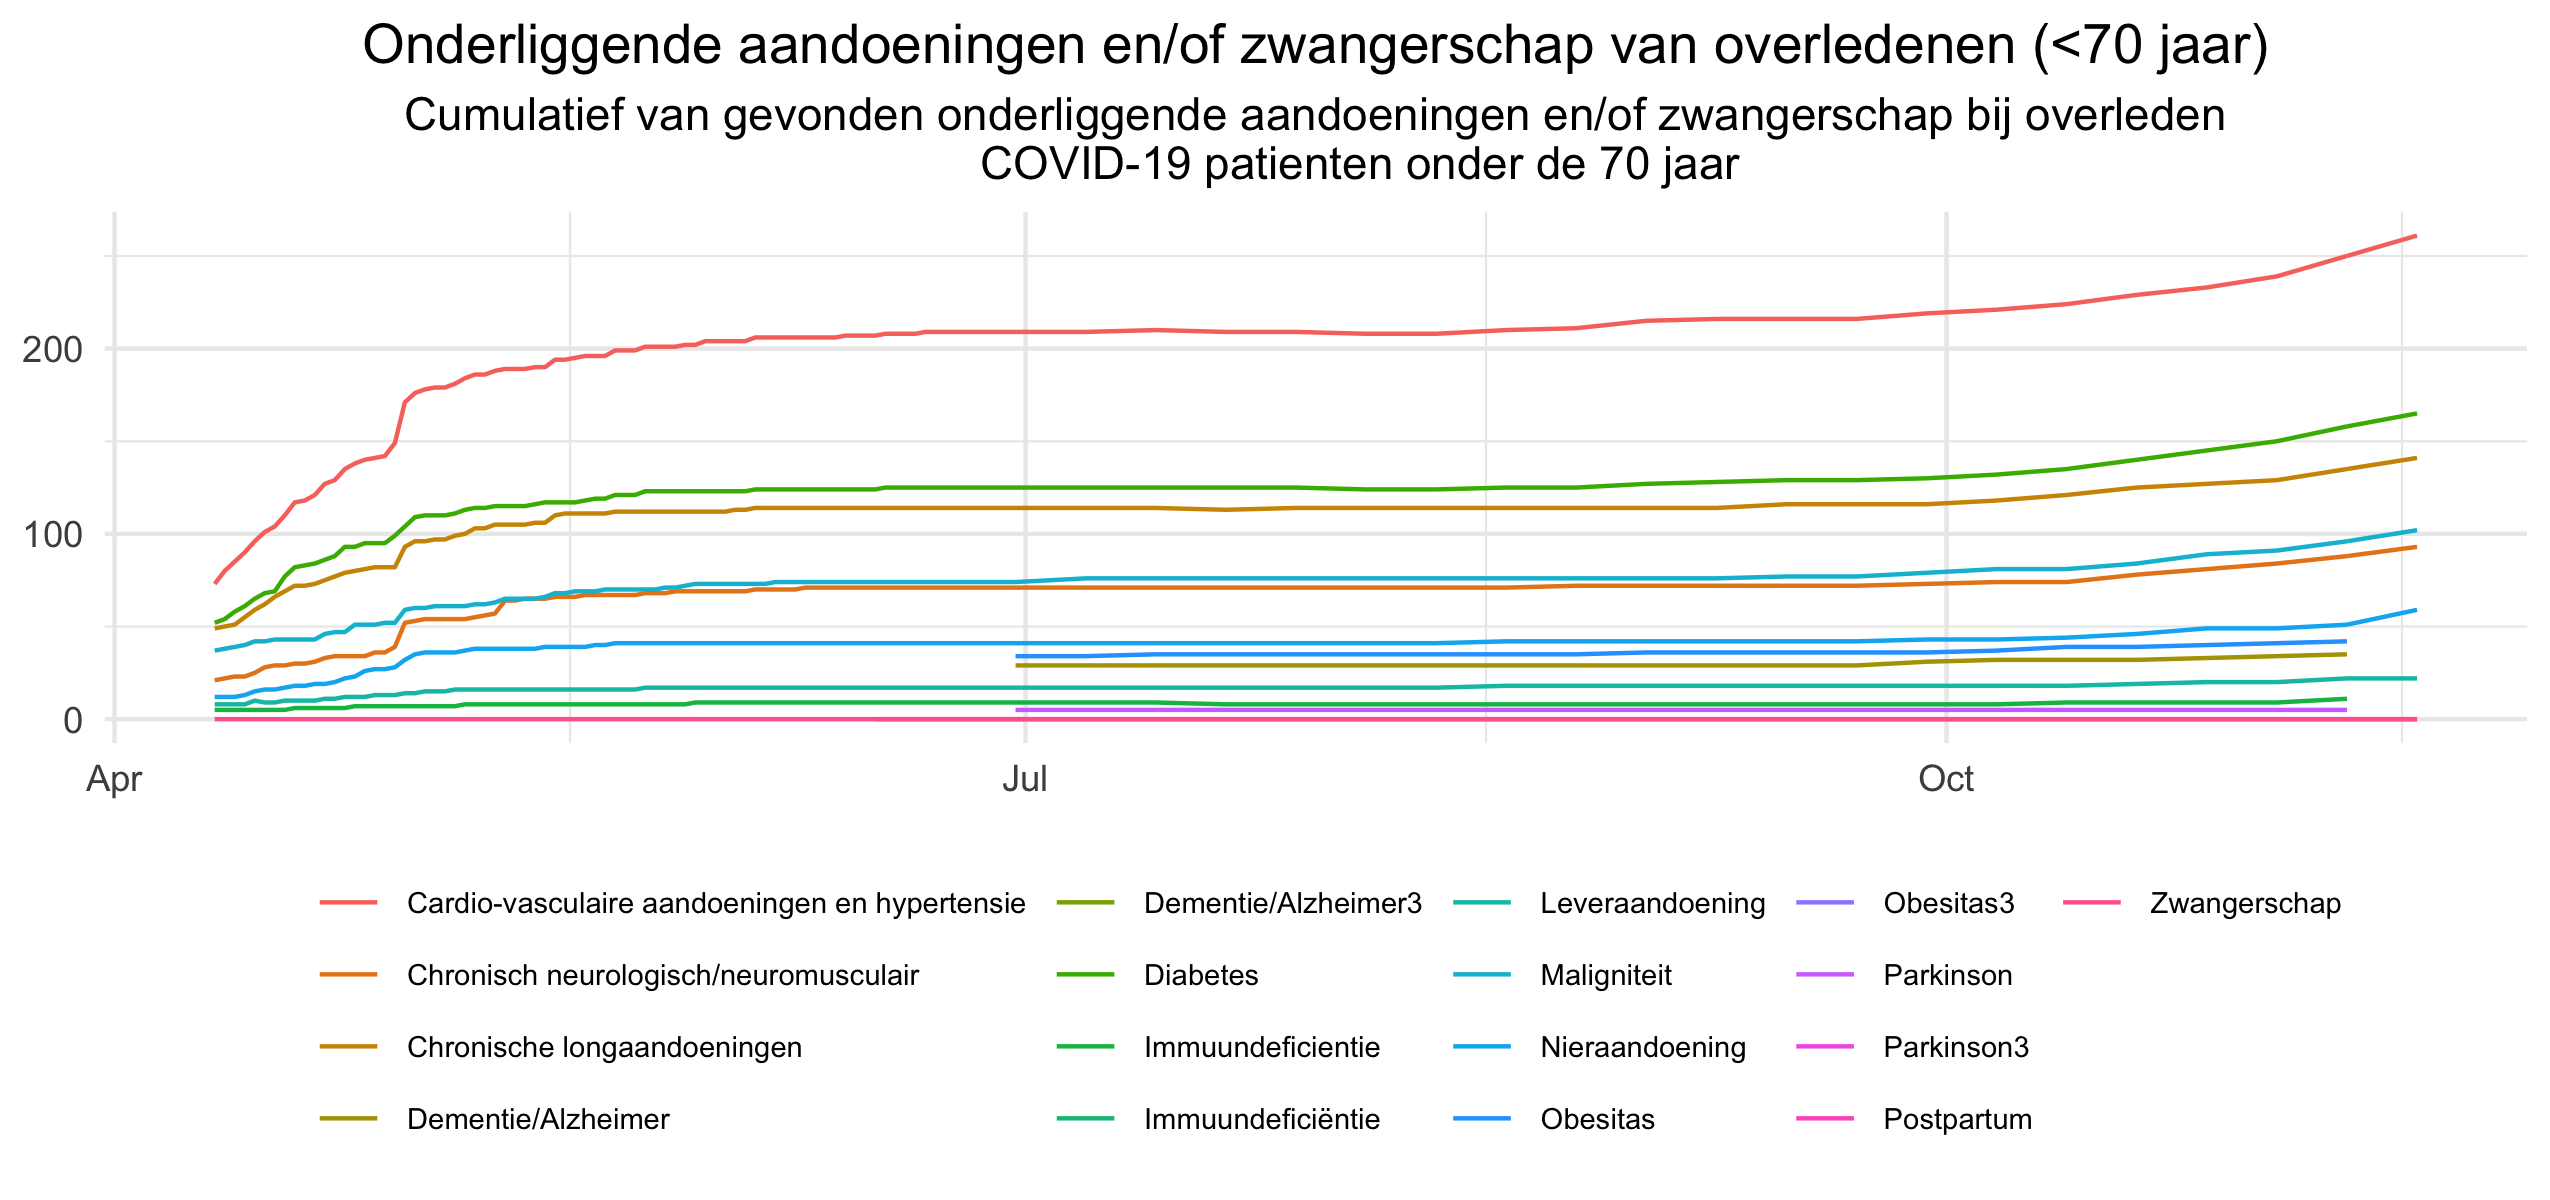 Onderliggende aandoeningen en/of zwangerschap van overledenen (<70 jaar)
Cumulatief van gevonden onderliggende aandoeningen en/of zwangerschap bij overleden
COVID-19 patienten onder de 70 jaar
200
100
0
Apr
Jul
Oct
Cardio-vasculaire aandoeningen en hypertensie
Chronisch neurologisch/neuromusculair
Chronische longaandoeningen
Dementie/Alzheimer
Dementie/Alzheimer3
Diabetes
Immuundeficientie
Immuundeficiëntie
Leveraandoening
Maligniteit
Nieraandoening
Obesitas
Obesitas3
Parkinson
Parkinson3
Postpartum
Zwangerschap